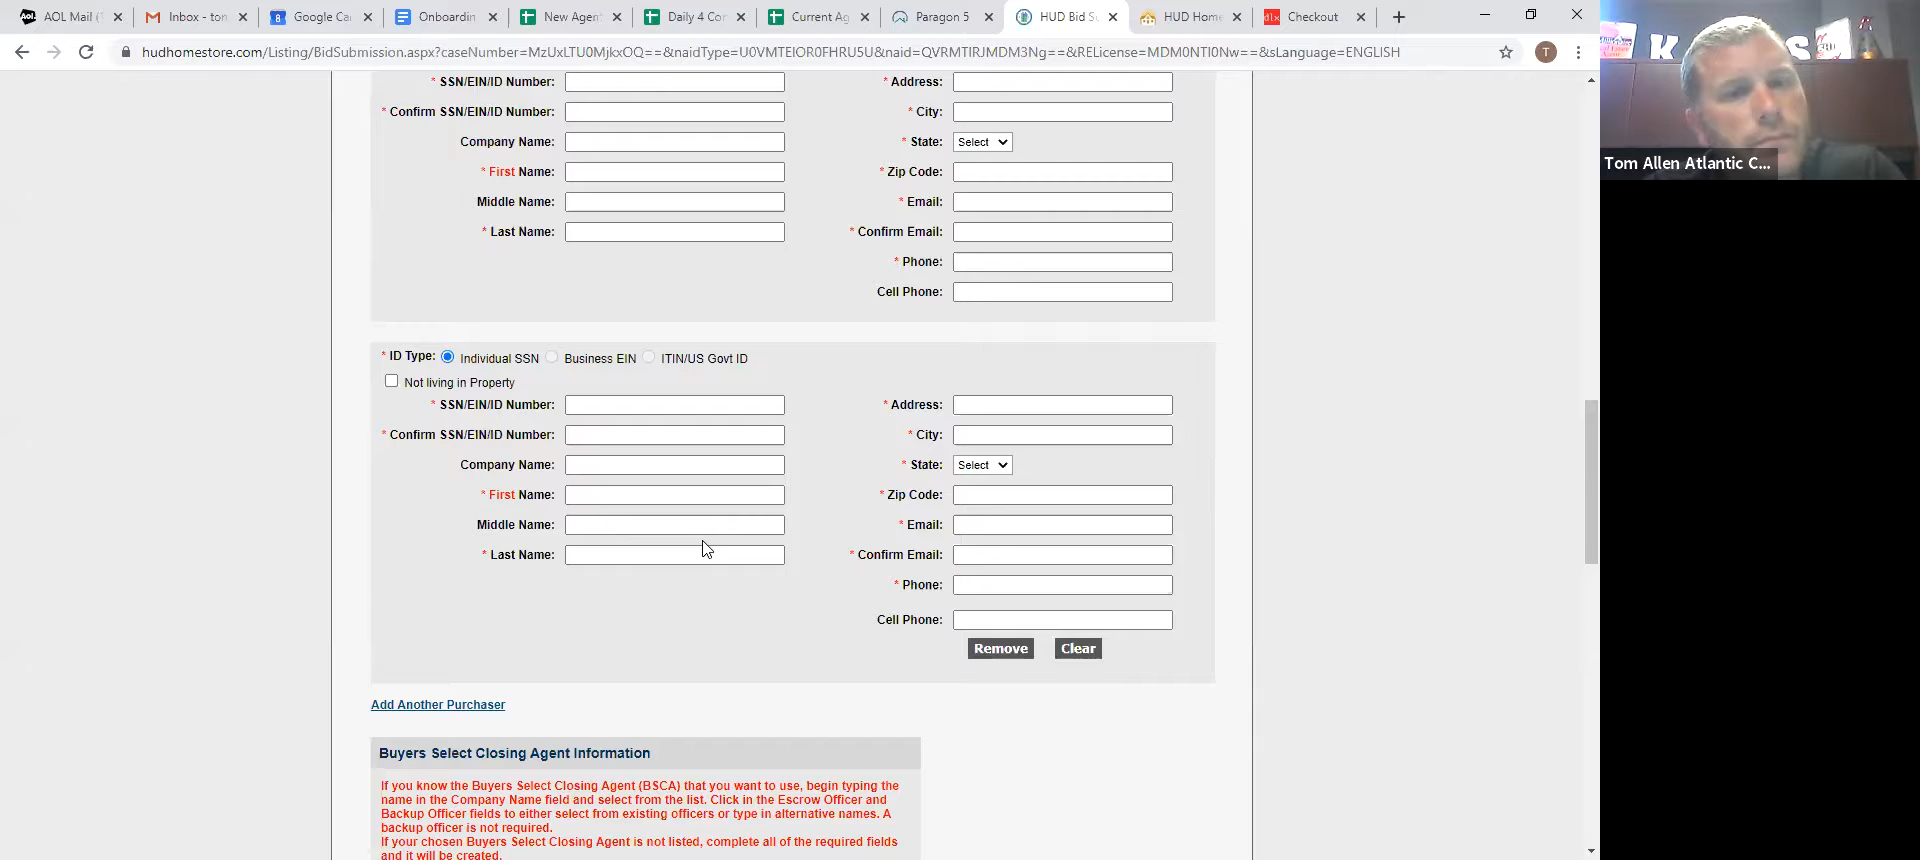 AOL Mail (
Inbox - ton
Google Ca
Onboardin
New Agen
Daily 4 Co
Current Ag
Paragon 5
HUD Bid S
HUD Home
dlx Checkout
hudhomestore.com/Listing/BidSubmission.aspx?caseNumber=MzUxLTU0MjkxOQ==&naidType=U0VMTElOR0FHRU5U&naid=QVRMTlRJMDM3Ng==&RELicense=MDM0NTI0Nw==&sLanguage=ENGLISH
T
* SSN/EIN/ID Number:
* Address:
* Confirm SSN/EIN/ID Number:
* City:
Company Name:
* State: Select
* First Name:
* Zip Code:
Middle Name:
* Email:
* Last Name:
* Confirm Email:
* Phone:
Cell Phone:
* ID Type: Individual SSN Business EIN ITIN/US Govt ID
Not living in Property
* SSN/EIN/ID Number:
* Address:
* Confirm SSN/EIN/ID Number:
* City:
Company Name:
* State: Select
* First Name:
* Zip Code:
Middle Name:
* Email:
* Last Name:
* Confirm Email:
* Phone:
Cell Phone:
Remove Clear
Add Another Purchaser
Buyers Select Closing Agent Information
If you know the Buyers Select Closing Agent (BSCA) that you want to use, begin typing the
name in the Company Name field and select from the list. Click in the Escrow Officer and
Backup Officer fields to either select from existing officers or type in alternative names. A
backup officer is not required.
If your chosen Buyers Select Closing Agent is not listed, complete all of the required fields
and it will be created.
Tom Allen Atlantic C...